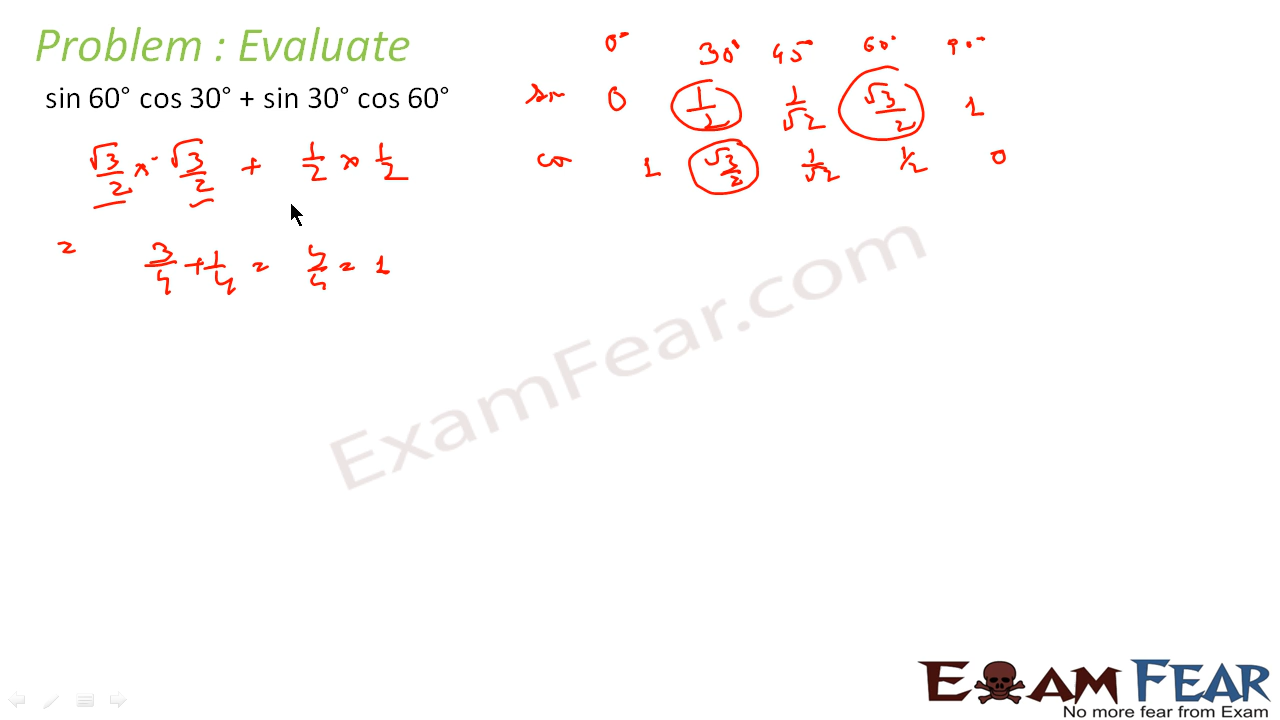 Problem : Evaluate
sin 60° cos 30° + sin 30° cos 60°
√3/2 × √3/2 + 1/2 × 1/2
= 3/4 + 1/4 = 4/4 = 1
0° 30° 45° 60° 90°
sin 0 1/2 1/√2 √3/2 1
cos 1 √3/2 1/√2 1/2 0
ExamFear.com
EXAM FEAR
No more fear from Exam